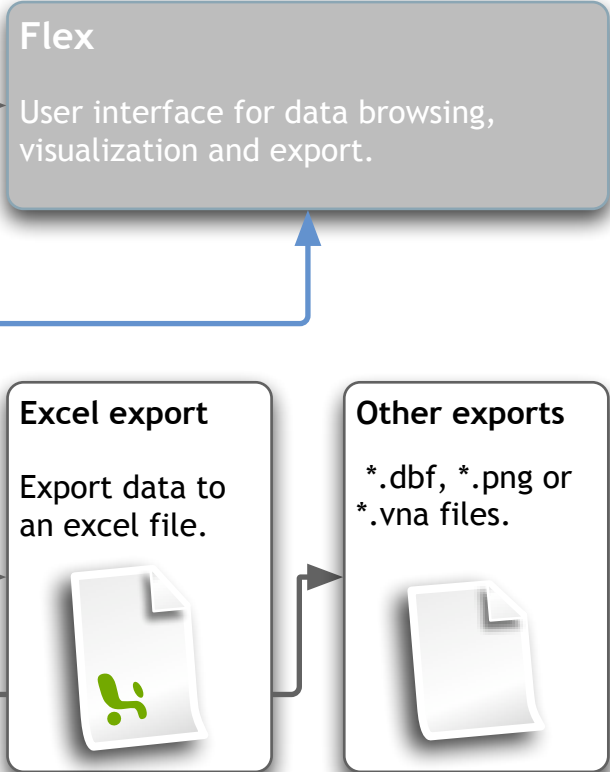 Flex
User interface for data browsing,
visualization and export.
Excel export
Export data to
an excel file.
Other exports
*.dbf, *.png or
*.vna files.